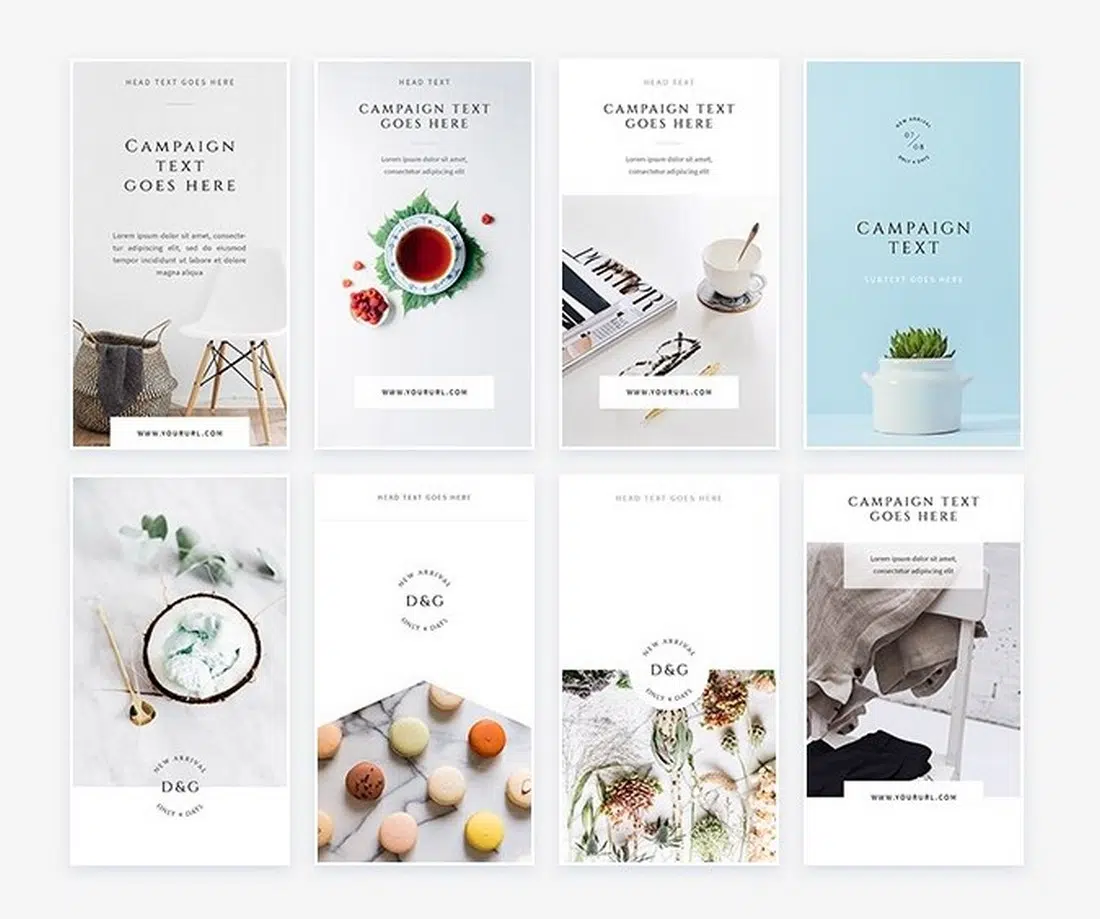 HEAD TEXT GOES HERE
CAMPAIGN
TEXT
GOES HERE
Lorem ipsum dolor sit amet, consecte-
tur adipiscing elit, sed do eiusmod
tempor incididunt ut labore et dolore
magna aliqua
WWW.YOURURL.COM
HEAD TEXT
CAMPAIGN TEXT
GOES HERE
Lorem ipsum dolor sit amet,
consectetur adipiscing elit
WWW.YOURURL.COM
HEAD TEXT
CAMPAIGN TEXT
GOES HERE
Lorem ipsum dolor sit amet,
consectetur adipiscing elit
PORTER
WWW.YOURURL.COM
NEW ARRIVAL
07/08
ONLY 4 DAYS
CAMPAIGN
TEXT
SUBTEXT GOES HERE
NEW ARRIVAL
D&G
ONLY 4 DAYS
HEAD TEXT GOES HERE
NEW ARRIVAL
D&G
ONLY 4 DAYS
HEAD TEXT GOES HERE
NEW ARRIVAL
D&G
ONLY 4 DAYS
CAMPAIGN TEXT
GOES HERE
Lorem ipsum dolor sit amet,
consectetur adipiscing elit
WWW.YOURURL.COM